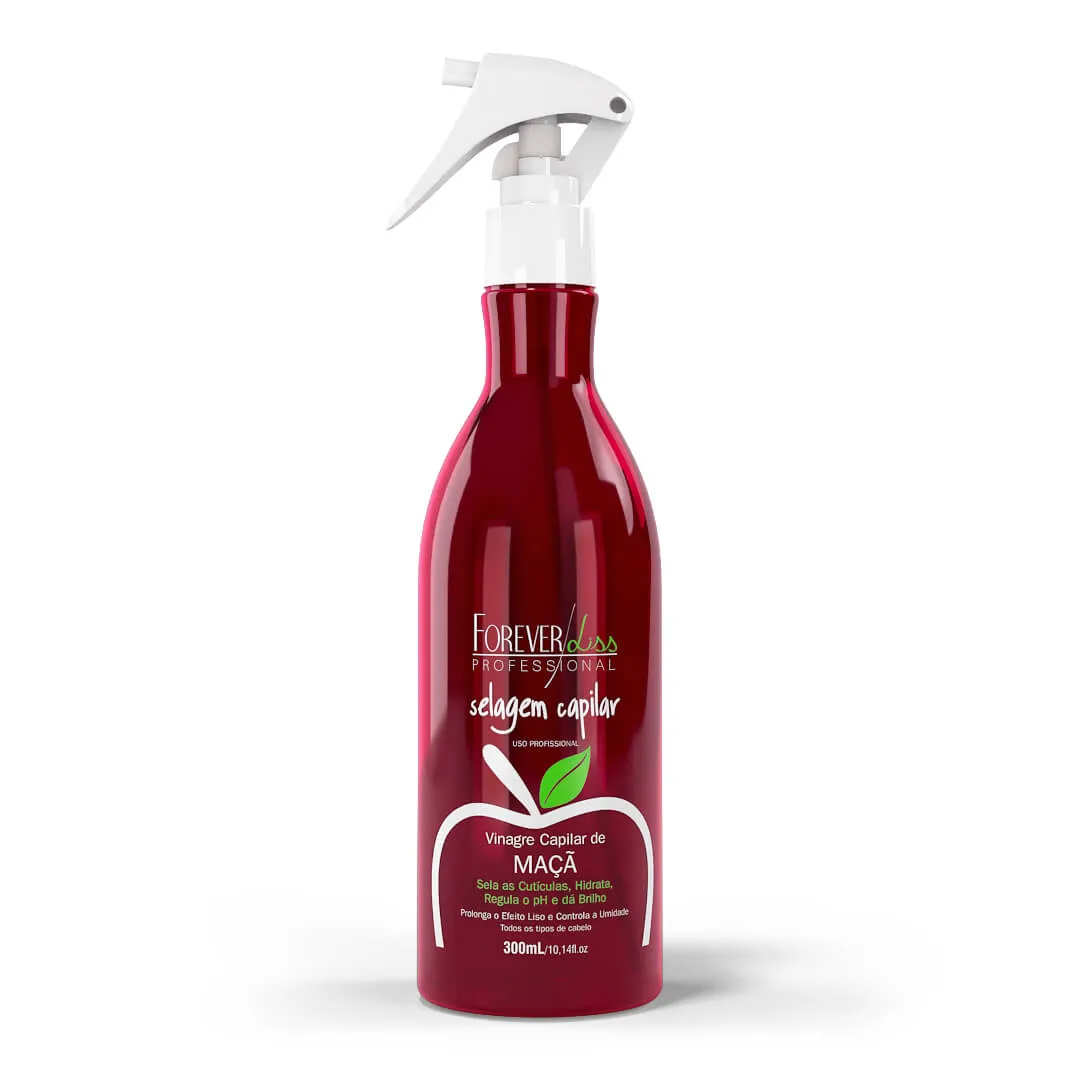 FOREVER Liss
PROFESSIONAL
selagem capilar
USO PROFISSIONAL
Vinagre Capilar de
MAÇÃ
Sela as Cutículas, Hidrata,
Regula o pH e dá Brilho
Prolonga o Efeito Liso e Controla a Umidade
Todos os tipos de cabelo
300mL/10,14fl.oz